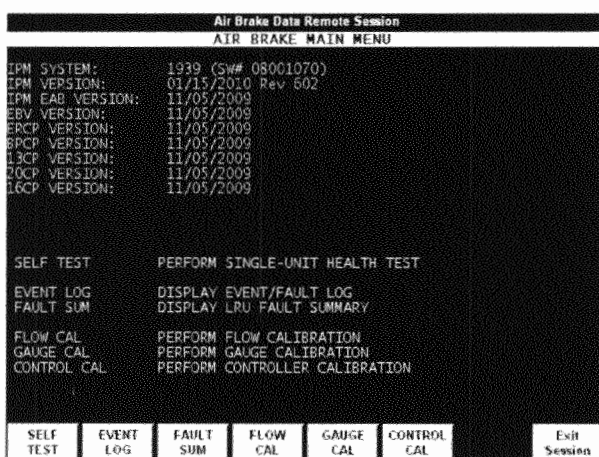 Air Brake Data Remote Session
AIR BRAKE MAIN MENU
IPM SYSTEM: 1939 (SW# 08001070)
IPM VERSION: 01/15/2010 Rev 602
IPM EAB VERSION: 11/05/2009
EBV VERSION: 11/05/2009
ERCP VERSION: 11/05/2009
BPCP VERSION: 11/05/2009
13CP VERSION: 11/05/2009
20CP VERSION: 11/05/2009
16CP VERSION: 11/05/2009
SELF TEST PERFORM SINGLE-UNIT HEALTH TEST
EVENT LOG DISPLAY EVENT/FAULT LOG
FAULT SUM DISPLAY LRU FAULT SUMMARY
FLOW CAL PERFORM FLOW CALIBRATION
GAUGE CAL PERFORM GAUGE CALIBRATION
CONTROL CAL PERFORM CONTROLLER CALIBRATION
SELF TEST
EVENT LOG
FAULT SUM
FLOW CAL
GAUGE CAL
CONTROL CAL
Exit Session